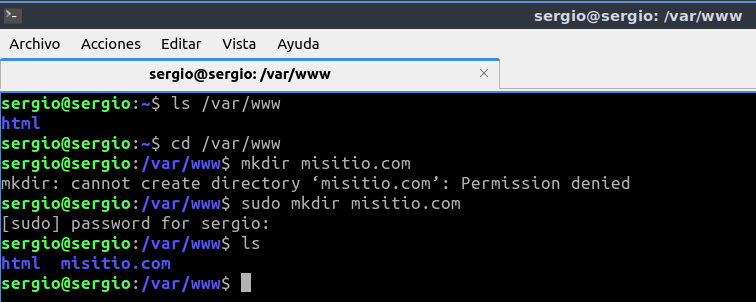 sergio@sergio: /var/www
Archivo Acciones Editar Vista Ayuda
sergio@sergio: /var/www ×
sergio@sergio:~$ ls /var/www
html
sergio@sergio:~$ cd /var/www
sergio@sergio:/var/www$ mkdir misitio.com
mkdir: cannot create directory ‘misitio.com’: Permission denied
sergio@sergio:/var/www$ sudo mkdir misitio.com
[sudo] password for sergio:
sergio@sergio:/var/www$ ls
html  misitio.com
sergio@sergio:/var/www$